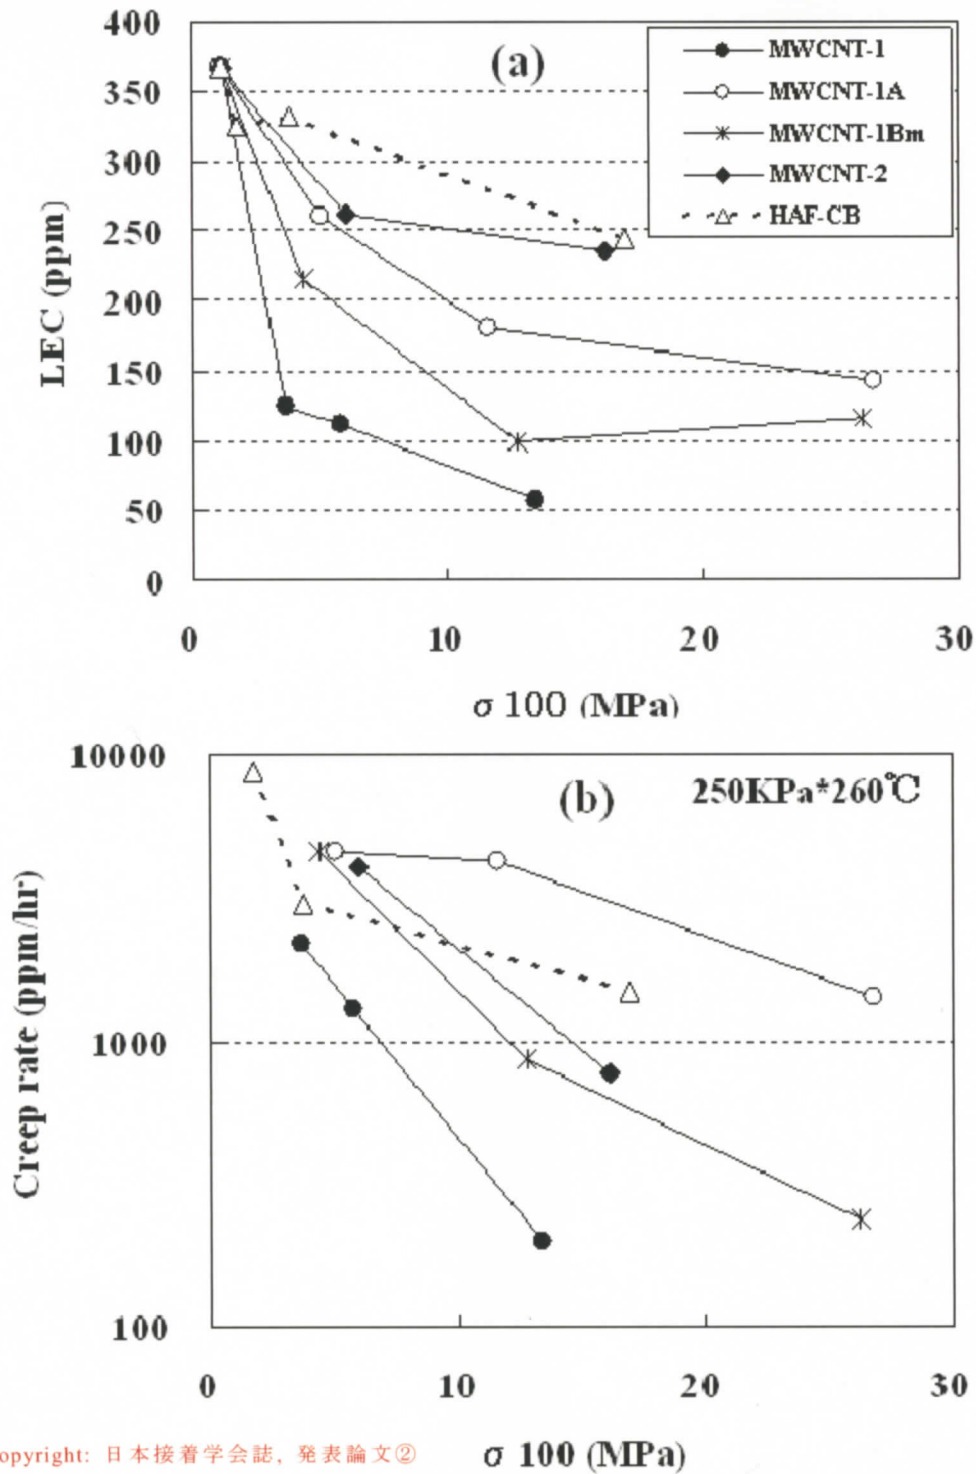 400
350
300
250
200
150
100
50
0
LEC (ppm)
(a)
MWCNT-1
MWCNT-1A
MWCNT-1Bm
MWCNT-2
HAF-CB
0 10 20 30
σ 100 (MPa)
10000
1000
100
Creep rate (ppm/hr)
(b) 250KPa*260℃
0 10 20 30
opyright: 日本接着学会誌, 発表論文②
σ 100 (MPa)